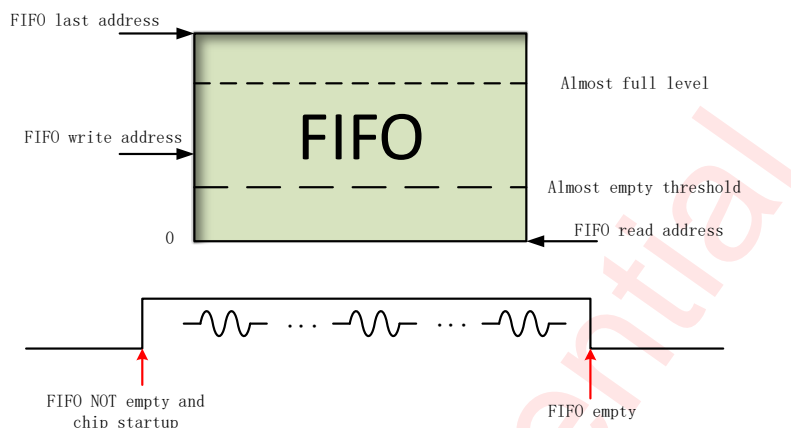 FIFO last address
Almost full level
FIFO
FIFO write address
Almost empty threshold
FIFO read address
0
... ...
FIFO NOT empty and
chip startup
FIFO empty